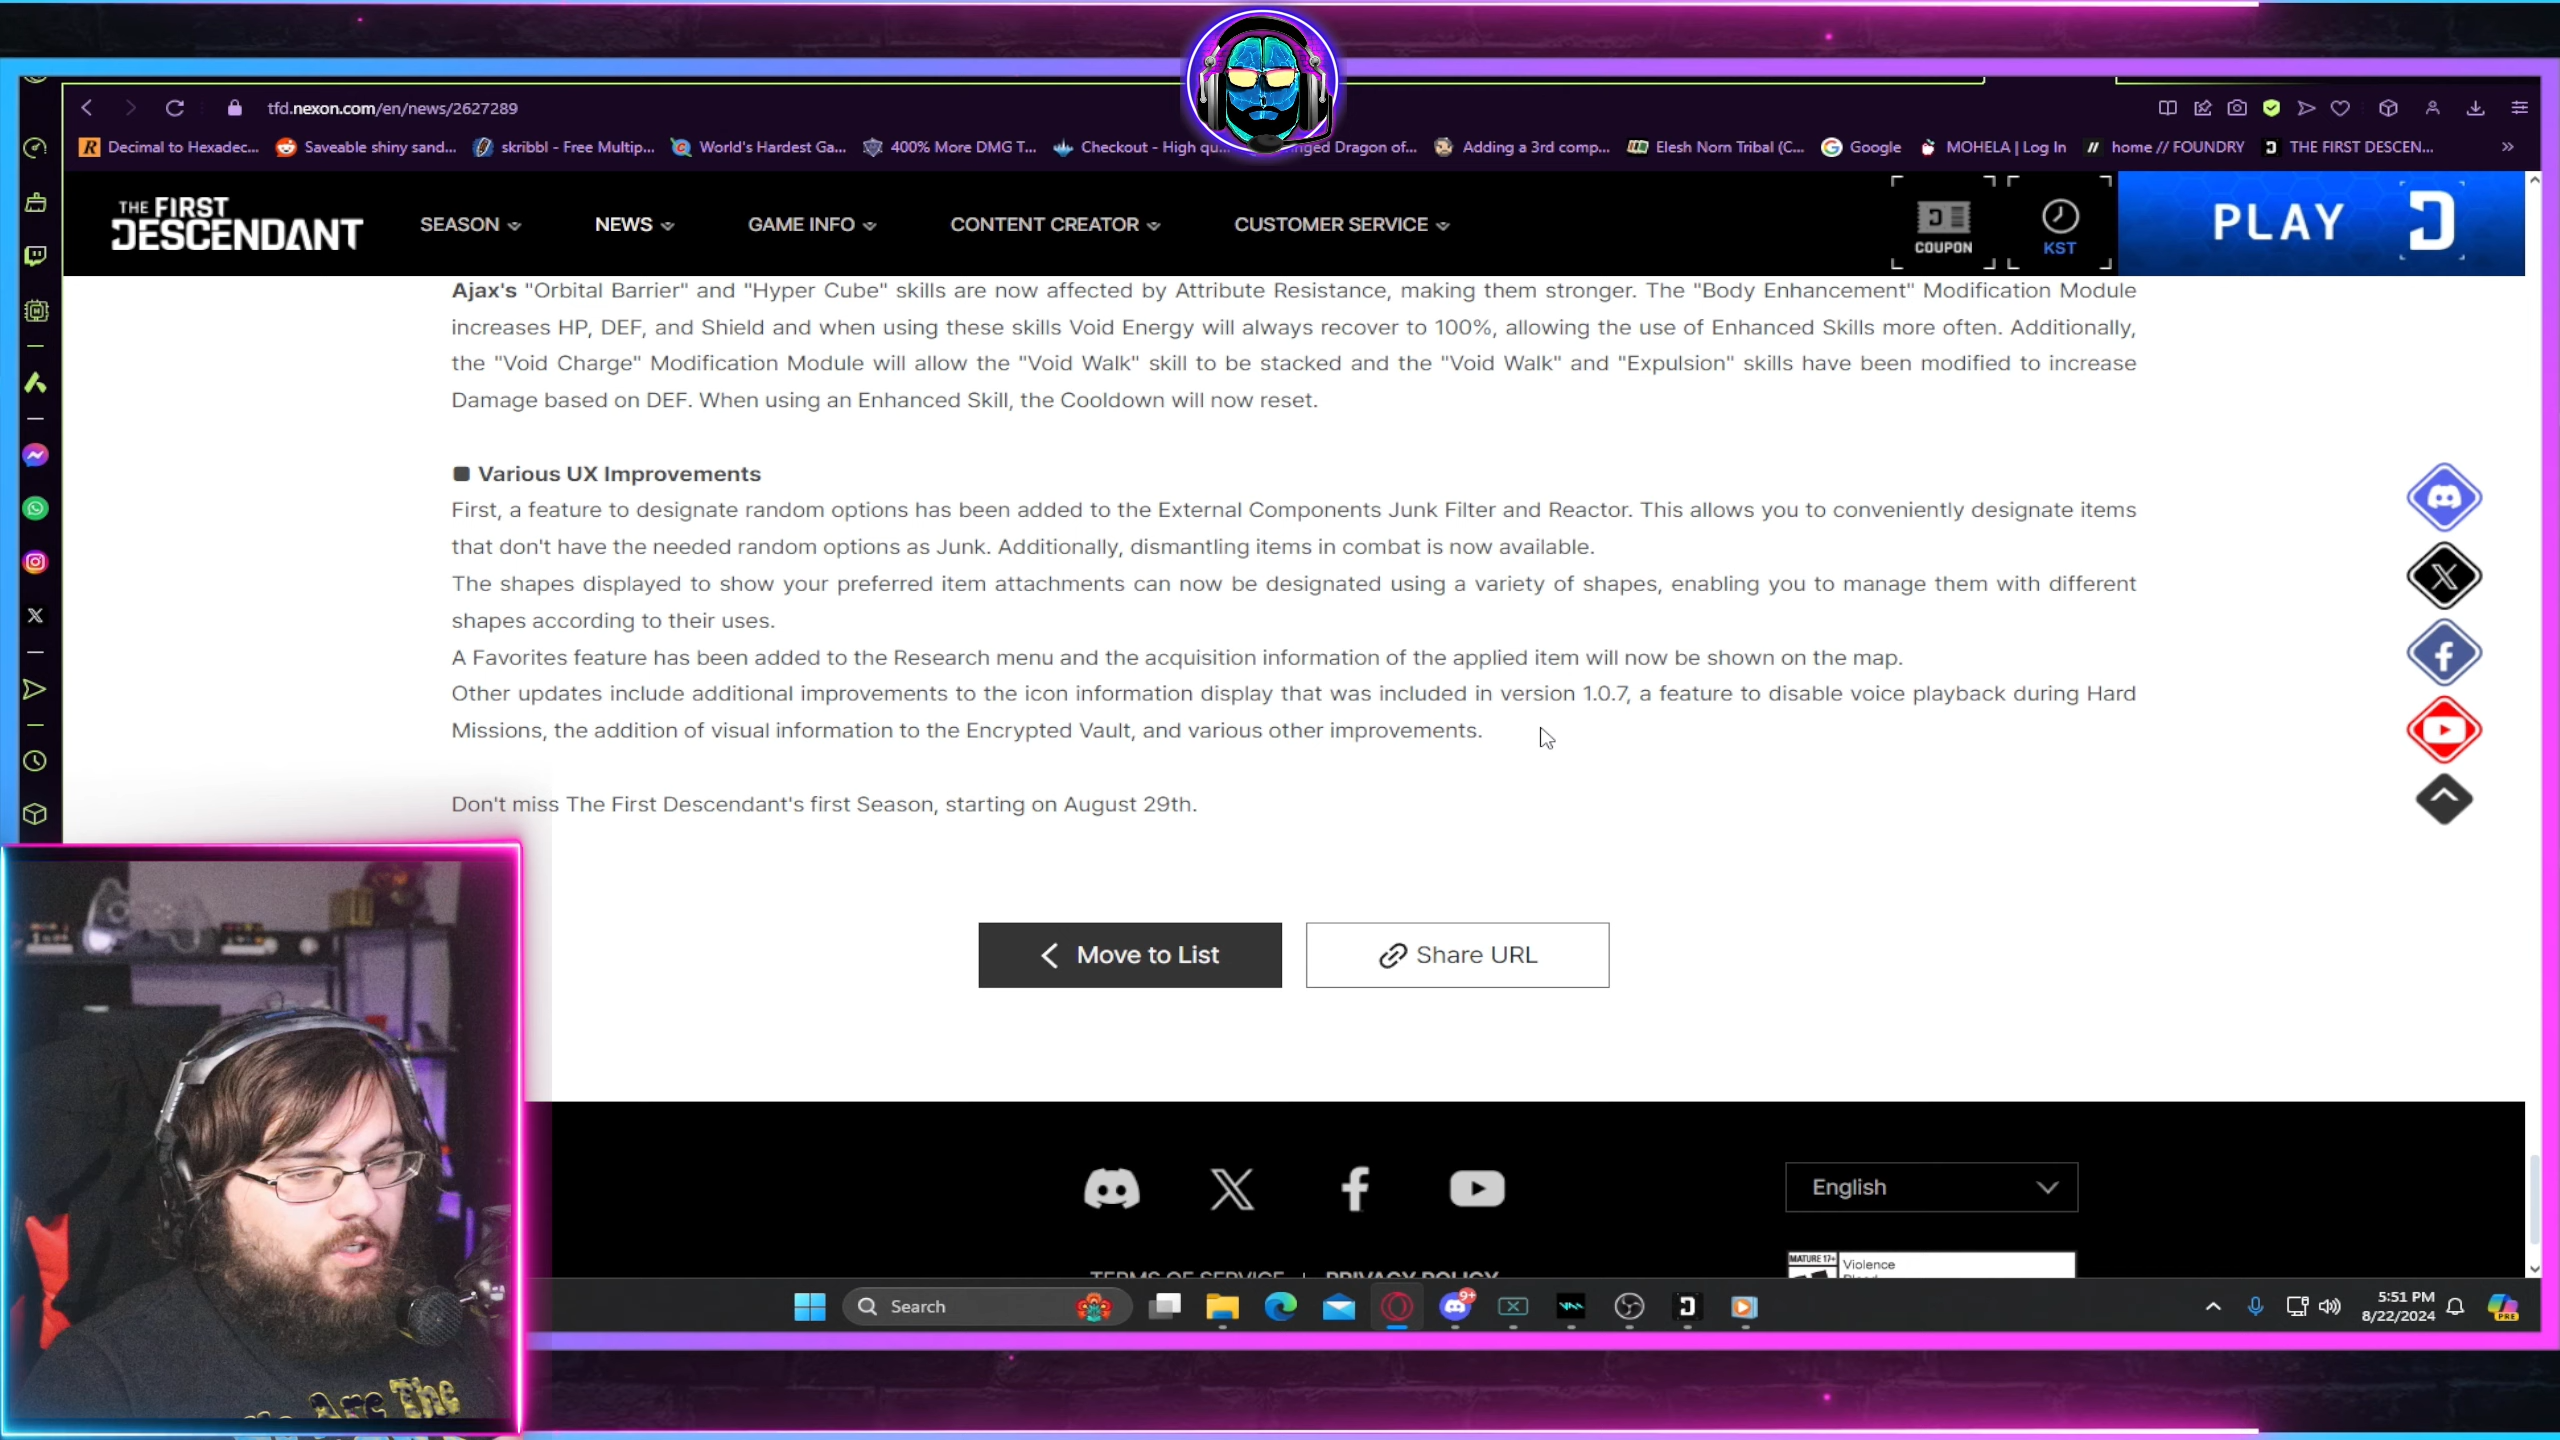 tfd.nexon.com/en/news/2627289
Decimal to Hexadec... Saveable shiny sand... skribbl - Free Multip... World's Hardest Ga... 400% More DMG T... Checkout - High qu... nged Dragon of... Adding a 3rd comp... Elesh Norn Tribal (C... Google MOHELA | Log In home // FOUNDRY THE FIRST DESCEN...
THE FIRST
DESCENDANT
SEASON NEWS GAME INFO CONTENT CREATOR CUSTOMER SERVICE
COUPON KST PLAY
Ajax's "Orbital Barrier" and "Hyper Cube" skills are now affected by Attribute Resistance, making them stronger. The "Body Enhancement" Modification Module
increases HP, DEF, and Shield and when using these skills Void Energy will always recover to 100%, allowing the use of Enhanced Skills more often. Additionally,
the "Void Charge" Modification Module will allow the "Void Walk" skill to be stacked and the "Void Walk" and "Expulsion" skills have been modified to increase
Damage based on DEF. When using an Enhanced Skill, the Cooldown will now reset.
Various UX Improvements
First, a feature to designate random options has been added to the External Components Junk Filter and Reactor. This allows you to conveniently designate items
that don't have the needed random options as Junk. Additionally, dismantling items in combat is now available.
The shapes displayed to show your preferred item attachments can now be designated using a variety of shapes, enabling you to manage them with different
shapes according to their uses.
A Favorites feature has been added to the Research menu and the acquisition information of the applied item will now be shown on the map.
Other updates include additional improvements to the icon information display that was included in version 1.0.7, a feature to disable voice playback during Hard
Missions, the addition of visual information to the Encrypted Vault, and various other improvements.
Don't miss The First Descendant's first Season, starting on August 29th.
Move to List Share URL
English
MATURE 17+ Violence
TERMS OF SERVICE | PRIVACY POLICY
Search
9+
5:51 PM
8/22/2024
PRE
Are The